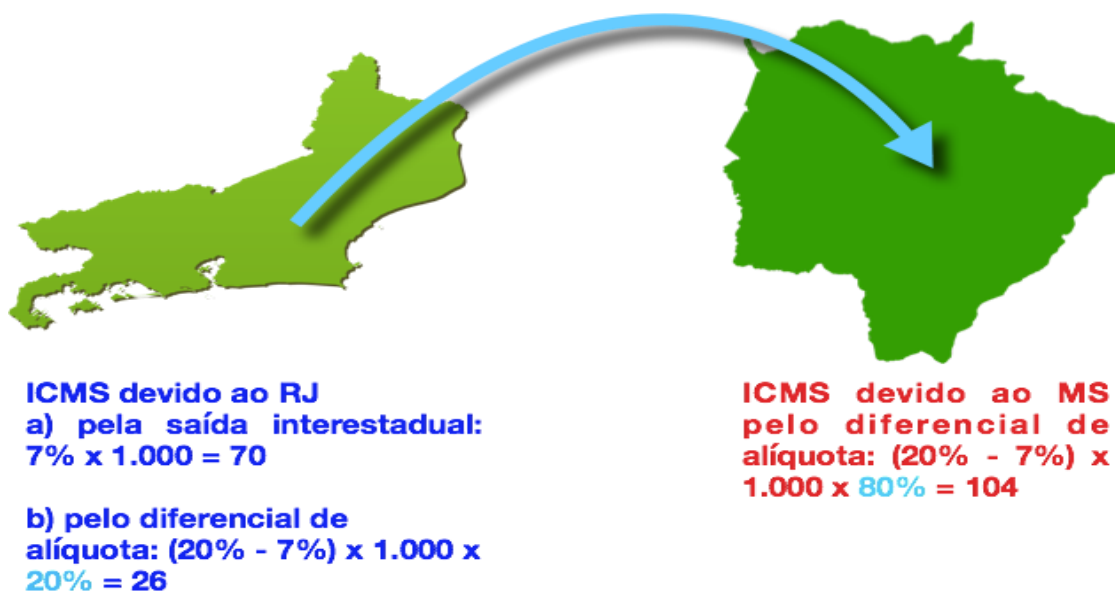 ICMS devido ao RJ
a) pela saída interestadual:
7% x 1.000 = 70
b) pelo diferencial de
alíquota: (20% - 7%) x 1.000 x
20% = 26
ICMS devido ao MS
pelo diferencial de
alíquota: (20% - 7%) x
1.000 x 80% = 104